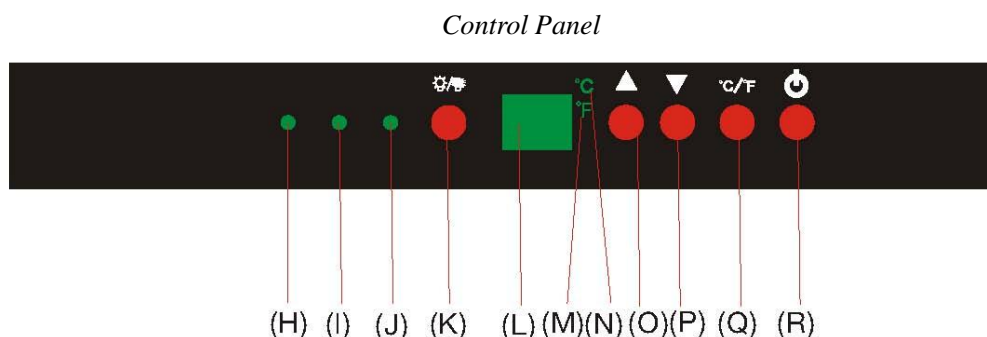 Control Panel
°C
°F
°C/°F
(H) (I) (J) (K) (L) (M) (N) (O) (P) (Q) (R)